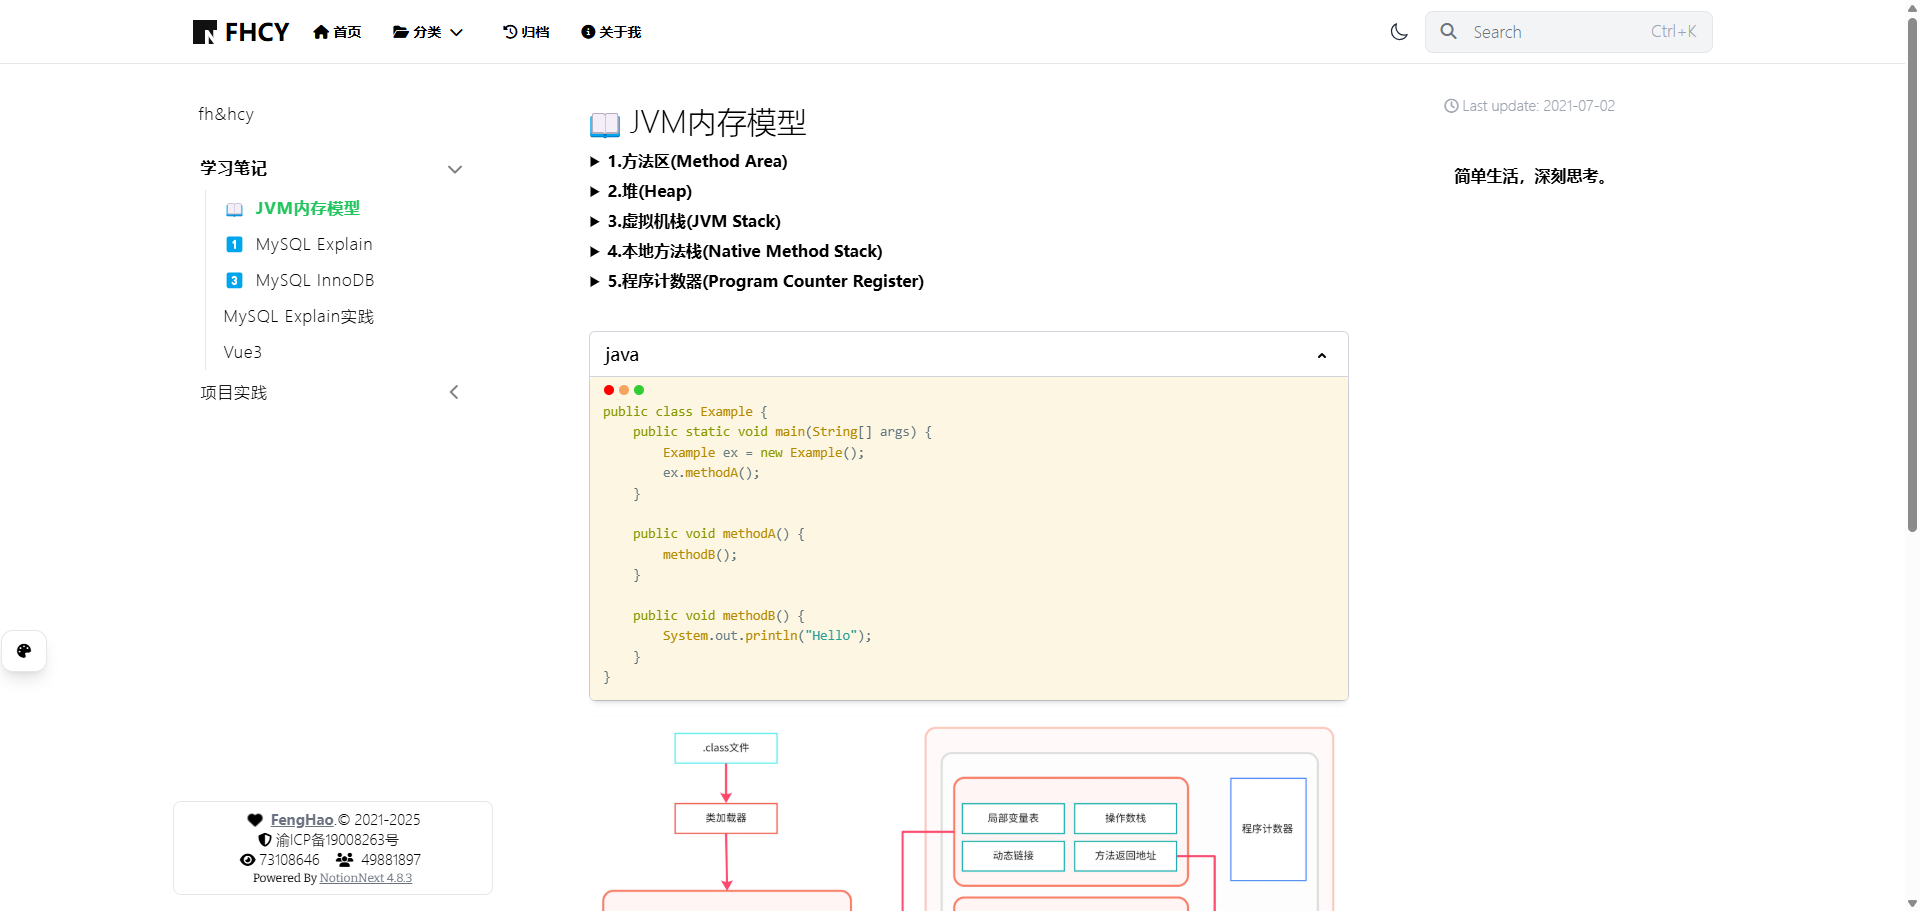 FHCY 首页 分类 归档 关于我 Search Ctrl+K
fh&hcy
学习笔记
JVM内存模型
1 MySQL Explain
3 MySQL InnoDB
MySQL Explain实践
Vue3
项目实践
JVM内存模型
1.方法区(Method Area)
2.堆(Heap)
3.虚拟机栈(JVM Stack)
4.本地方法栈(Native Method Stack)
5.程序计数器(Program Counter Register)
java
public class Example {
    public static void main(String[] args) {
        Example ex = new Example();
        ex.methodA();
    }
    public void methodA() {
        methodB();
    }
    public void methodB() {
        System.out.println("Hello");
    }
}
.class文件
类加载器
局部变量表 操作数栈
动态链接 方法返回地址
程序计数器
Last update: 2021-07-02
简单生活，深刻思考。
FengHao.© 2021-2025
渝ICP备19008263号
73108646 49881897
Powered By NotionNext 4.8.3